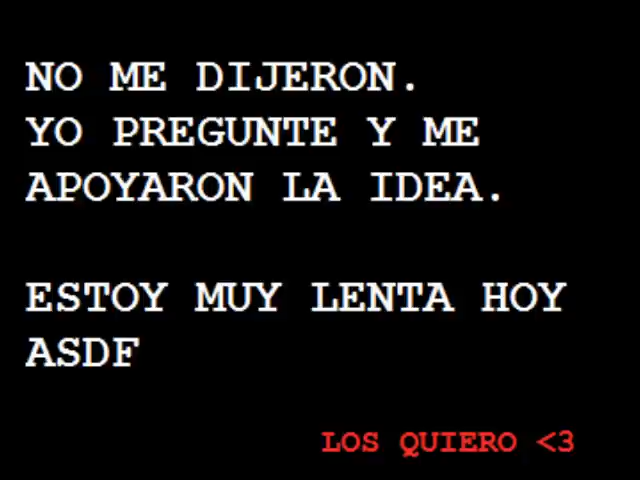 NO ME DIJERON.
YO PREGUNTE Y ME
APOYARON LA IDEA.
ESTOY MUY LENTA HOY
ASDF
LOS QUIERO <3